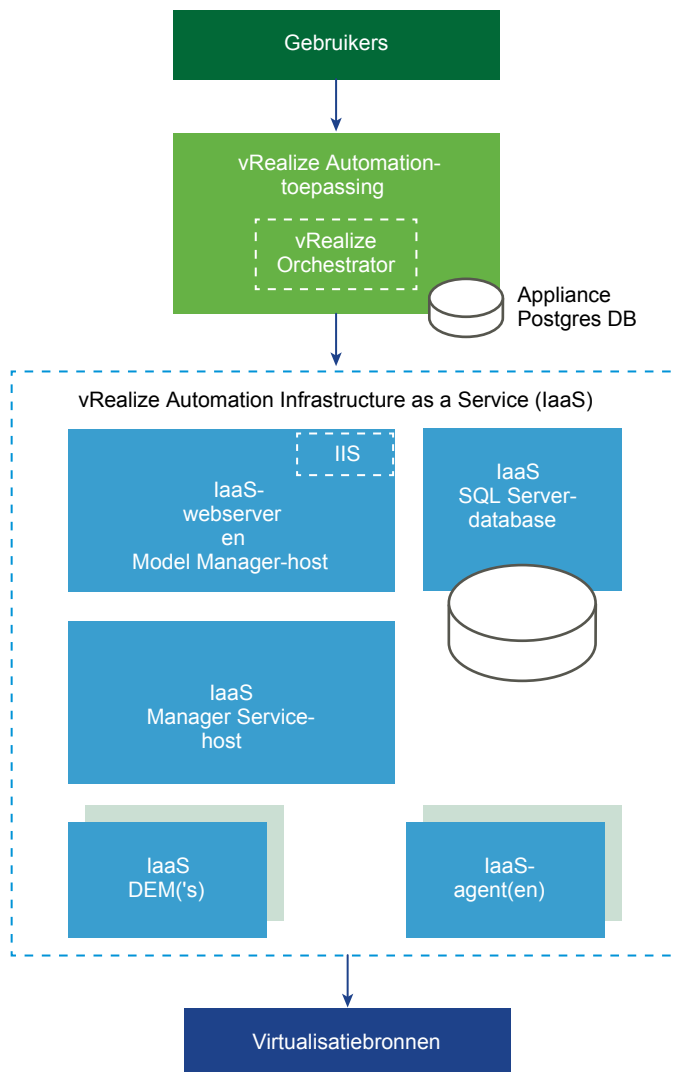 Gebruikers
vRealize Automation-
toepassing
vRealize
Orchestrator
Appliance
Postgres DB
vRealize Automation Infrastructure as a Service (IaaS)
IIS
IaaS-
webserver
en
Model Manager-host
IaaS
SQL Server-
database
IaaS
Manager Service-
host
IaaS
DEM('s)
IaaS-
agent(en)
Virtualisatiebronnen